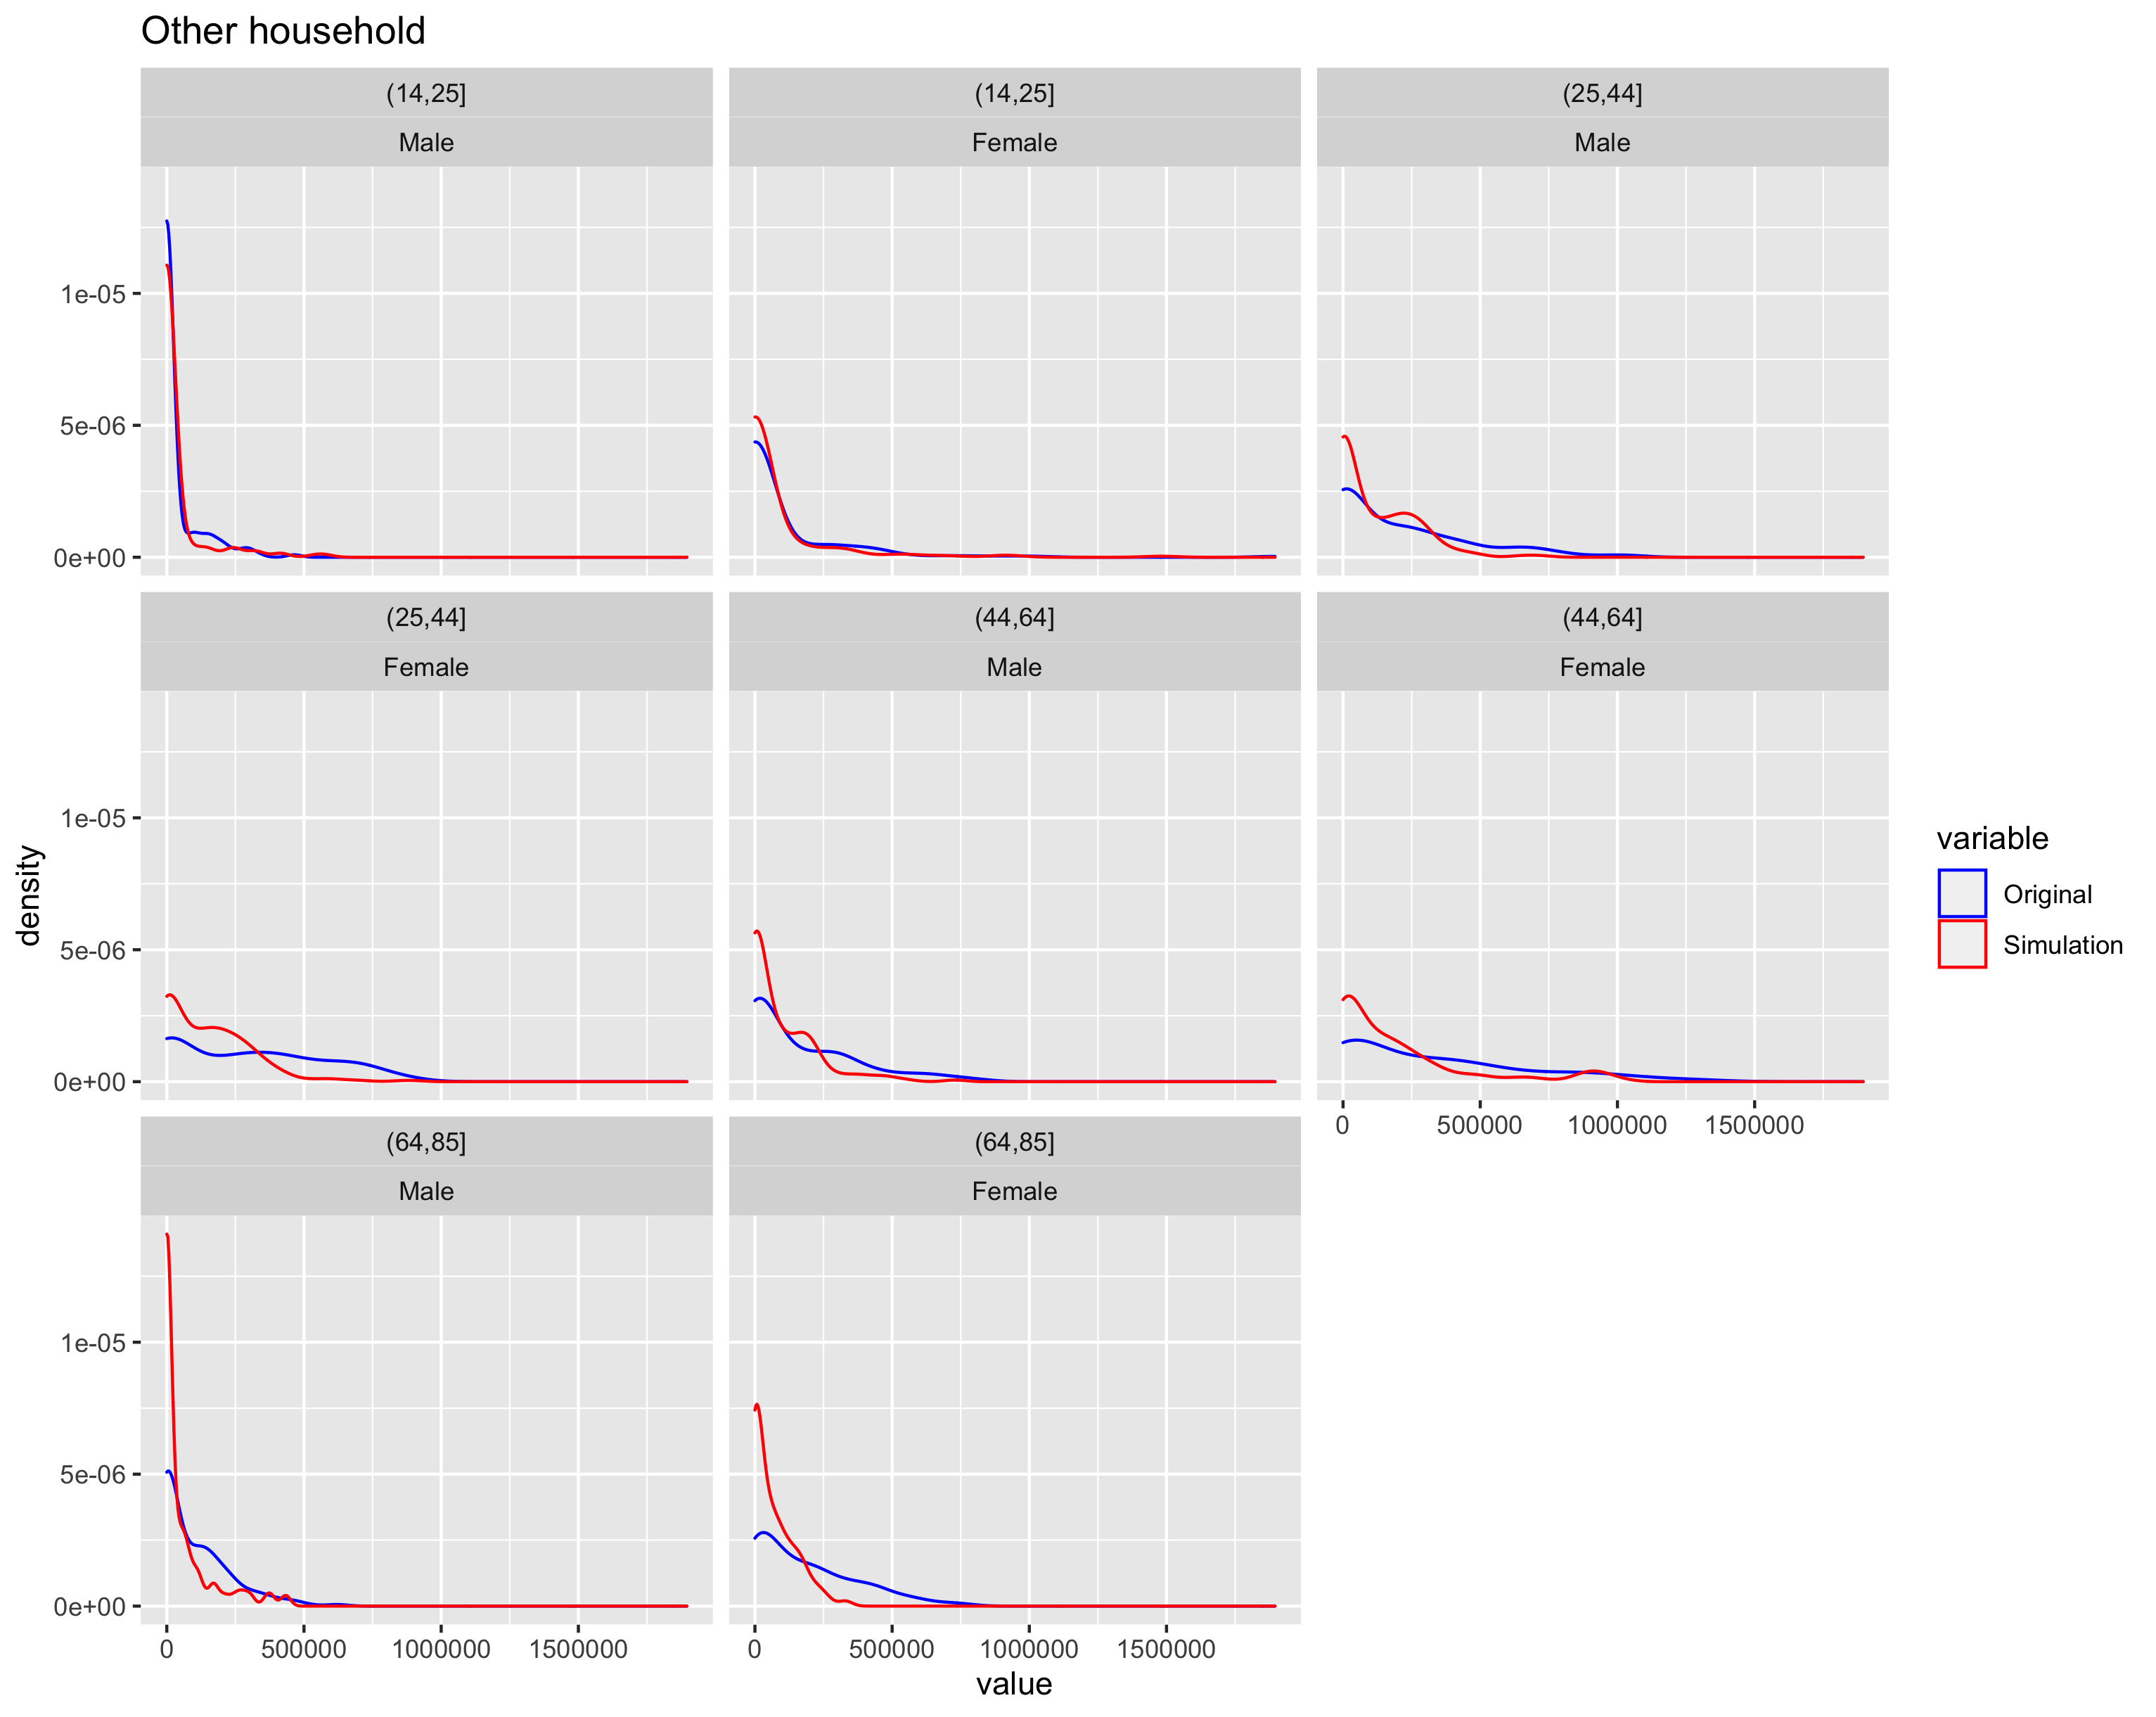 Other household
(14,25]
(14,25]
(25,44]
Male
Female
Male
1e-05
5e-06
0e+00
(25,44]
(44,64]
(44,64]
Female
Male
Female
1e-05
5e-06
0e+00
0
500000
1000000
1500000
(64,85]
(64,85]
Male
Female
1e-05
5e-06
0e+00
0
500000
1000000
1500000
0
500000
1000000
1500000
value
density
variable
Original
Simulation